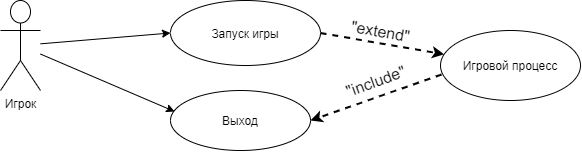 Игрок
Запуск игры
"extend"
Игровой процесс
"include"
Выход